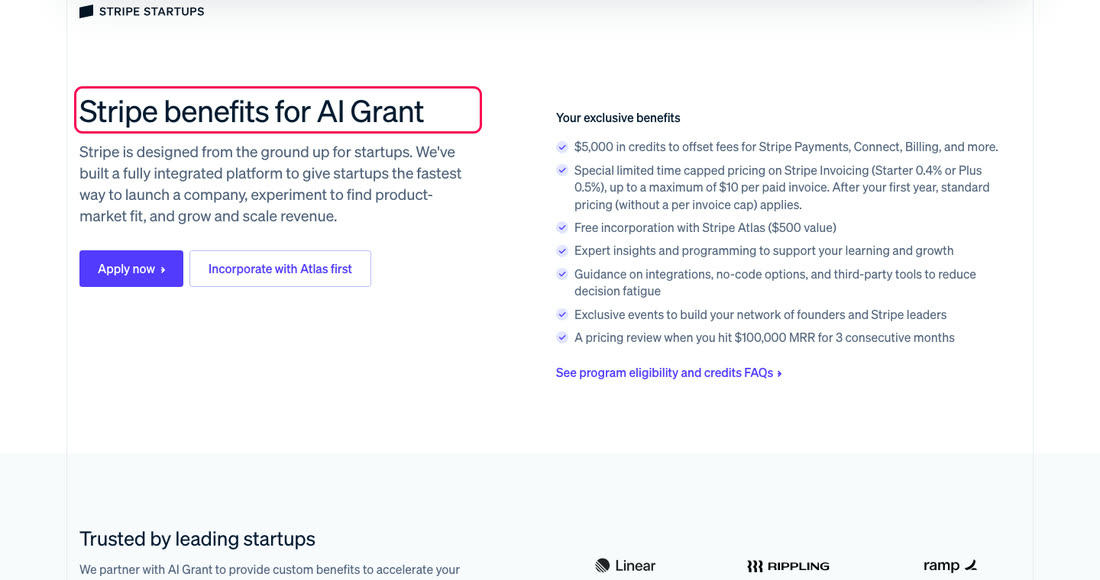 STRIPE STARTUPS
Stripe benefits for AI Grant
Stripe is designed from the ground up for startups. We've
built a fully integrated platform to give startups the fastest
way to launch a company, experiment to find product-
market fit, and grow and scale revenue.
Apply now
Incorporate with Atlas first
Your exclusive benefits
$5,000 in credits to offset fees for Stripe Payments, Connect, Billing, and more.
Special limited time capped pricing on Stripe Invoicing (Starter 0.4% or Plus
0.5%), up to a maximum of $10 per paid invoice. After your first year, standard
pricing (without a per invoice cap) applies.
Free incorporation with Stripe Atlas ($500 value)
Expert insights and programming to support your learning and growth
Guidance on integrations, no-code options, and third-party tools to reduce
decision fatigue
Exclusive events to build your network of founders and Stripe leaders
A pricing review when you hit $100,000 MRR for 3 consecutive months
See program eligibility and credits FAQs
Trusted by leading startups
We partner with AI Grant to provide custom benefits to accelerate your
Linear
RIPPLING
ramp